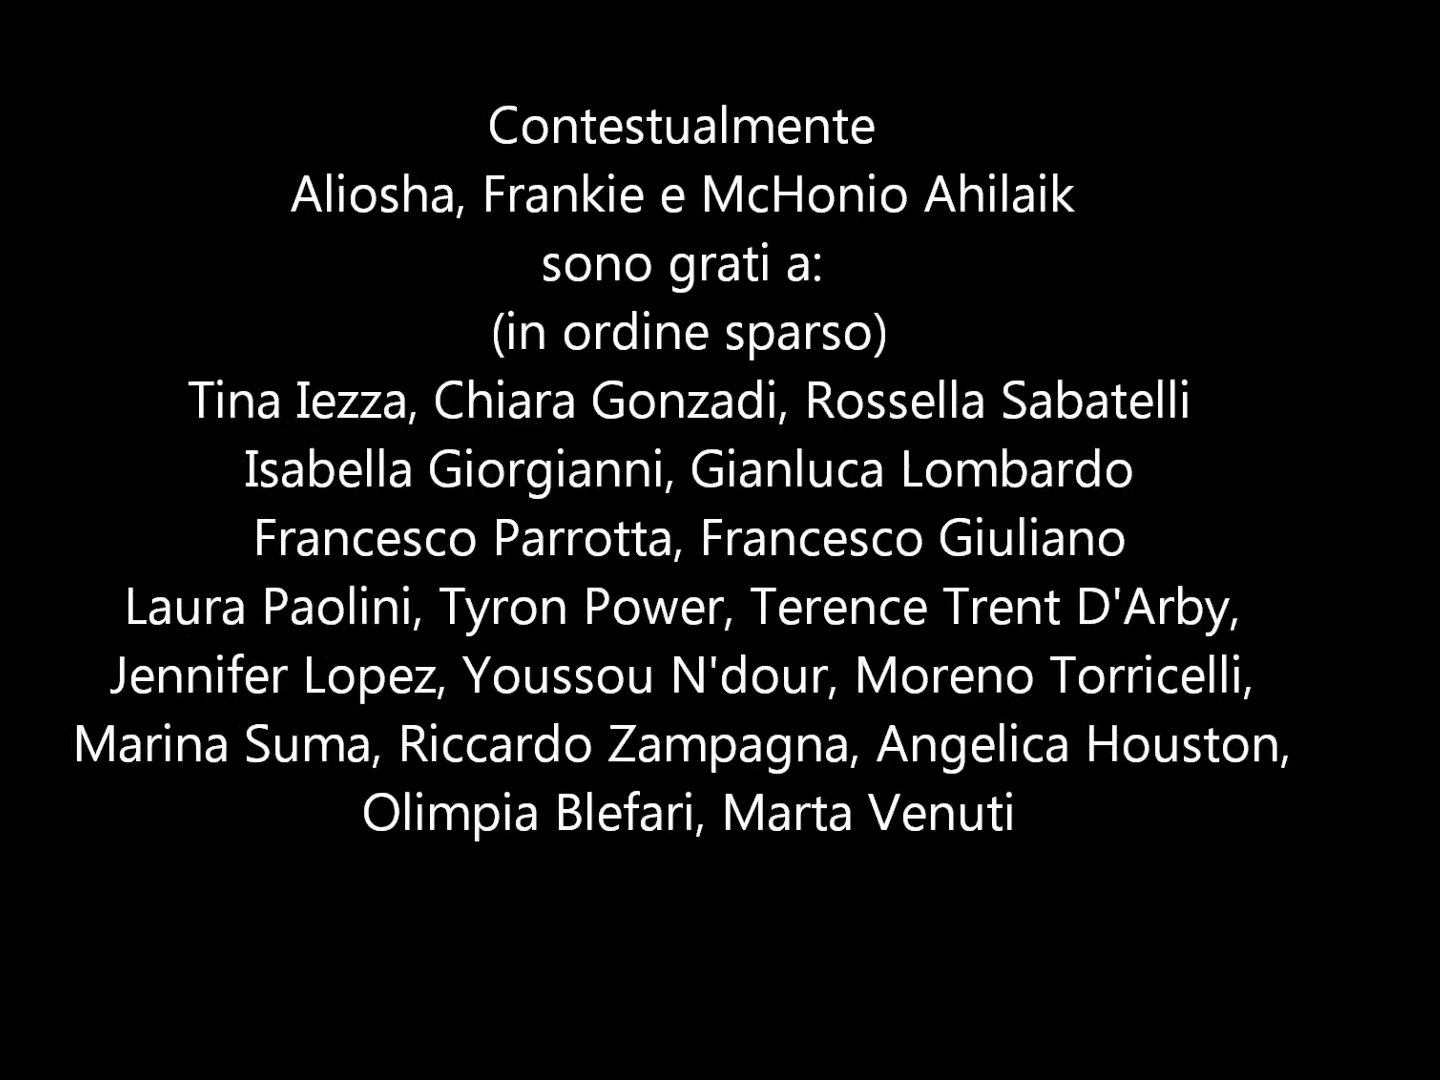 Contestualmente
Aliosha, Frankie e McHonio Ahilaik
sono grati a:
(in ordine sparso)
Tina Iezza, Chiara Gonzadi, Rossella Sabatelli
Isabella Giorgianni, Gianluca Lombardo
Francesco Parrotta, Francesco Giuliano
Laura Paolini, Tyron Power, Terence Trent D'Arby,
Jennifer Lopez, Youssou N'dour, Moreno Torricelli,
Marina Suma, Riccardo Zampagna, Angelica Houston,
Olimpia Blefari, Marta Venuti